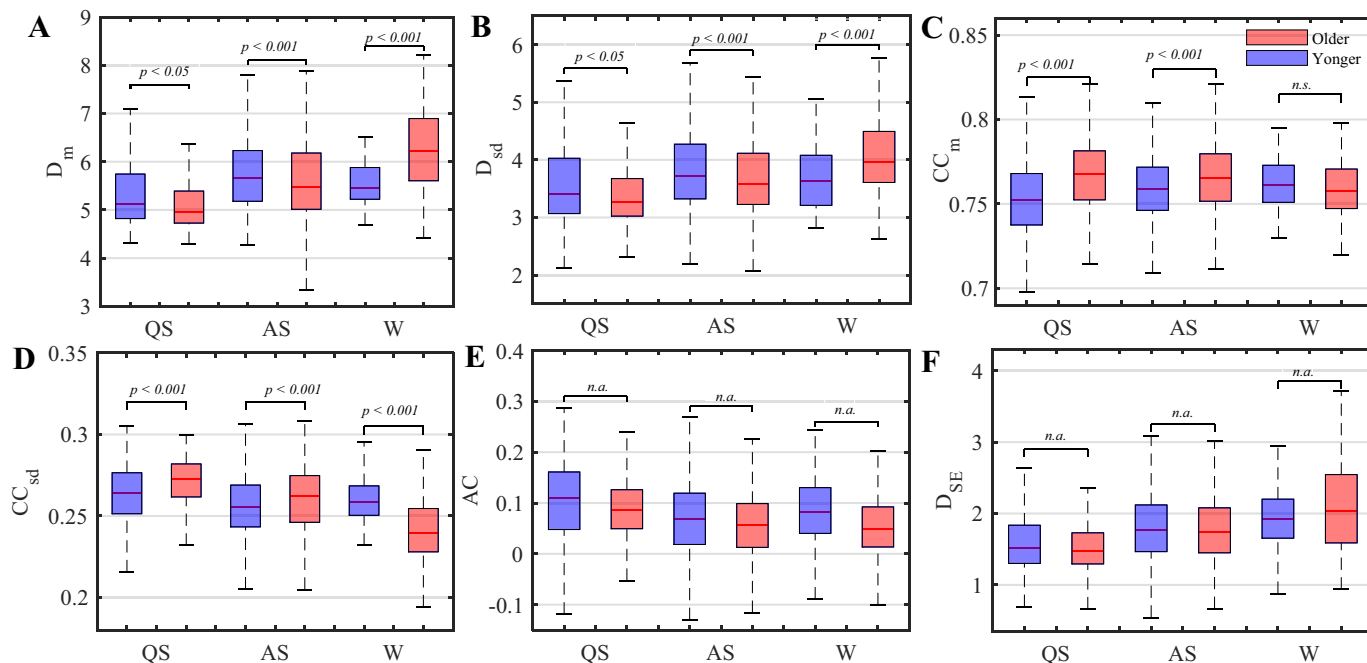 A
9
8
7
6
5
4
3
D_m
p < 0.05
p < 0.001
p < 0.001
QS
AS
W
B
6
5
4
3
2
D_sd
p < 0.05
p < 0.001
p < 0.001
QS
AS
W
C
0.85
0.8
0.75
0.7
CC_m
Older
Yonger
p < 0.001
p < 0.001
n.s.
QS
AS
W
D
0.35
0.3
0.25
0.2
CC_sd
p < 0.001
p < 0.001
p < 0.001
QS
AS
W
E
0.4
0.3
0.2
0.1
0
-0.1
AC
n.a.
n.a.
n.a.
QS
AS
W
F
4
3
2
1
D_SE
n.a.
n.a.
n.a.
QS
AS
W